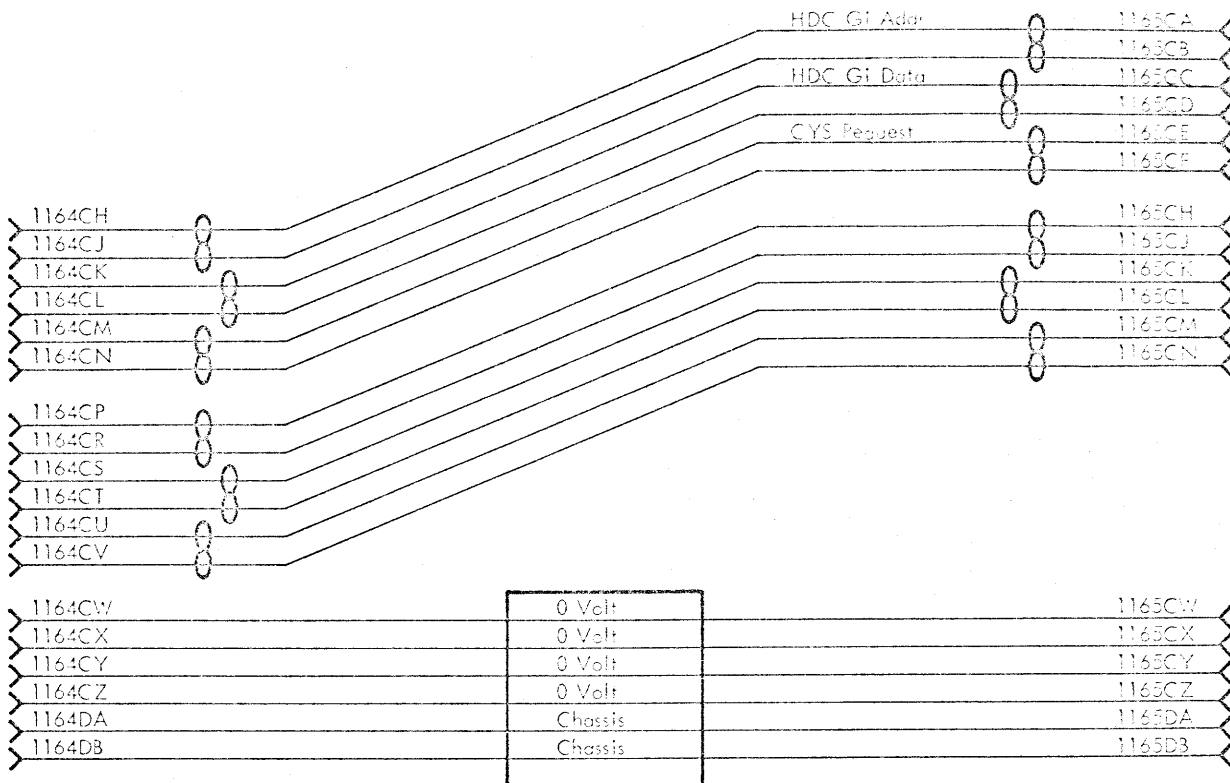 HDC Gi Addr 1165CA
1165CB
HDC Gi Data 1165CC
1165CD
CYS Request 1165CE
1165CF
1164CH 1165CH
1164CJ 1165CJ
1164CK 1165CK
1164CL 1165CL
1164CM 1165CM
1164CN 1165CN
1164CP
1164CR
1164CS
1164CT
1164CU
1164CV
1164CW 0 Volt 1165CW
1164CX 0 Volt 1165CX
1164CY 0 Volt 1165CY
1164CZ 0 Volt 1165CZ
1164DA Chassis 1165DA
1164DB Chassis 1165DB